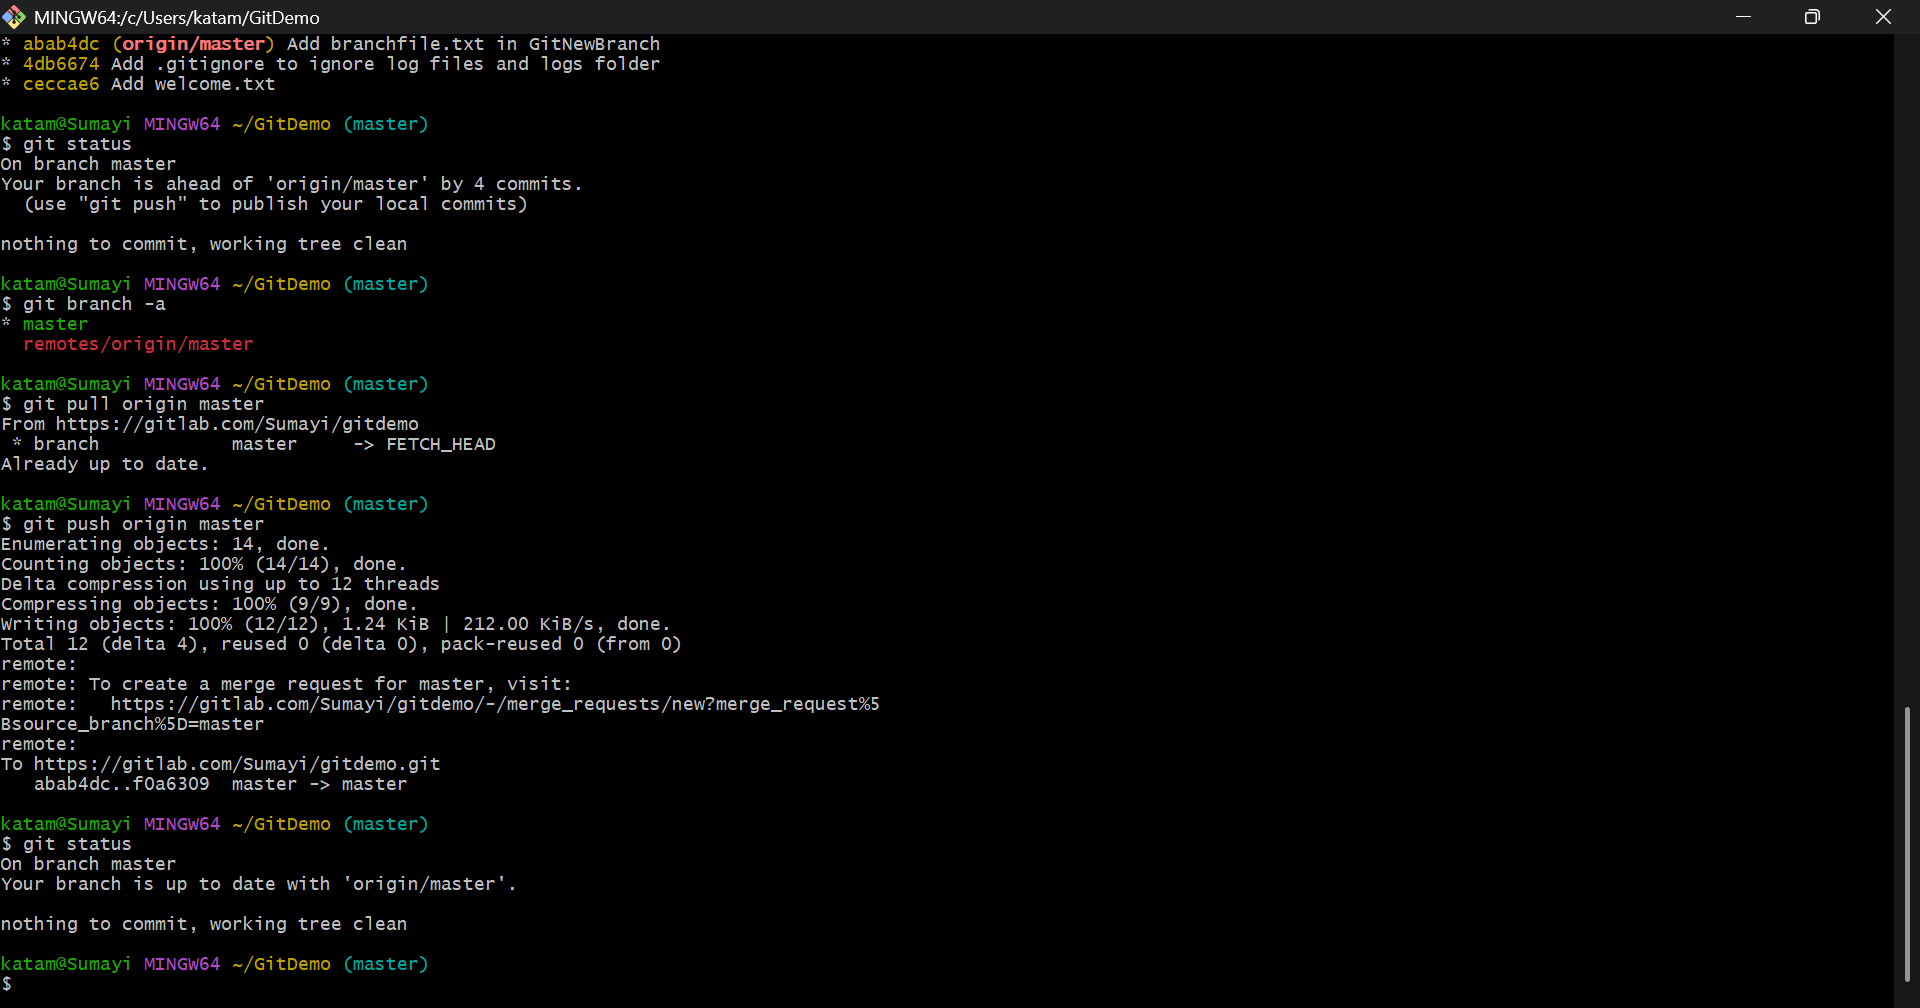 MINGW64:/c/Users/katam/GitDemo
* abab4dc (origin/master) Add branchfile.txt in GitNewBranch
* 4db6674 Add .gitignore to ignore log files and logs folder
* ceccae6 Add welcome.txt
katam@Sumayi MINGW64 ~/GitDemo (master)
$ git status
On branch master
Your branch is ahead of 'origin/master' by 4 commits.
  (use "git push" to publish your local commits)
nothing to commit, working tree clean
katam@Sumayi MINGW64 ~/GitDemo (master)
$ git branch -a
* master
  remotes/origin/master
katam@Sumayi MINGW64 ~/GitDemo (master)
$ git pull origin master
From https://gitlab.com/Sumayi/gitdemo
 * branch            master     -> FETCH_HEAD
Already up to date.
katam@Sumayi MINGW64 ~/GitDemo (master)
$ git push origin master
Enumerating objects: 14, done.
Counting objects: 100% (14/14), done.
Delta compression using up to 12 threads
Compressing objects: 100% (9/9), done.
Writing objects: 100% (12/12), 1.24 KiB | 212.00 KiB/s, done.
Total 12 (delta 4), reused 0 (delta 0), pack-reused 0 (from 0)
remote:
remote: To create a merge request for master, visit:
remote:   https://gitlab.com/Sumayi/gitdemo/-/merge_requests/new?merge_request%5
Bsource_branch%5D=master
remote:
To https://gitlab.com/Sumayi/gitdemo.git
   abab4dc..f0a6309  master -> master
katam@Sumayi MINGW64 ~/GitDemo (master)
$ git status
On branch master
Your branch is up to date with 'origin/master'.
nothing to commit, working tree clean
katam@Sumayi MINGW64 ~/GitDemo (master)
$